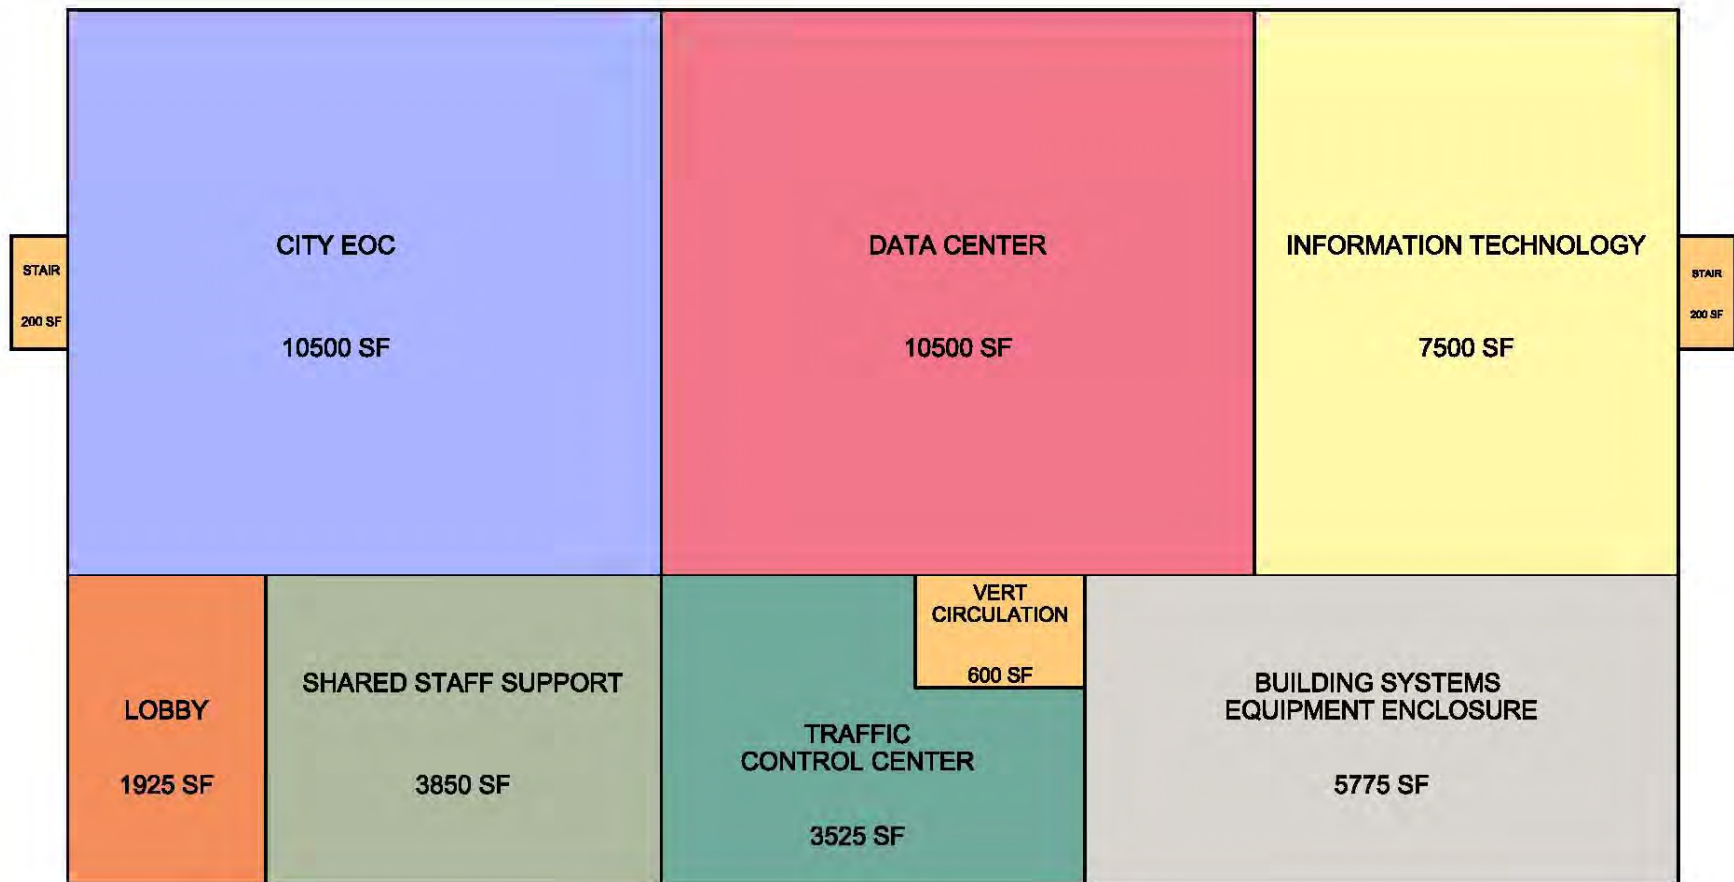 CITY EOC
10500 SF
DATA CENTER
10500 SF
INFORMATION TECHNOLOGY
7500 SF
STAIR
200 SF
STAIR
200 SF
LOBBY
1925 SF
SHARED STAFF SUPPORT
3850 SF
TRAFFIC
CONTROL CENTER
3525 SF
VERT
CIRCULATION
600 SF
BUILDING SYSTEMS
EQUIPMENT ENCLOSURE
5775 SF